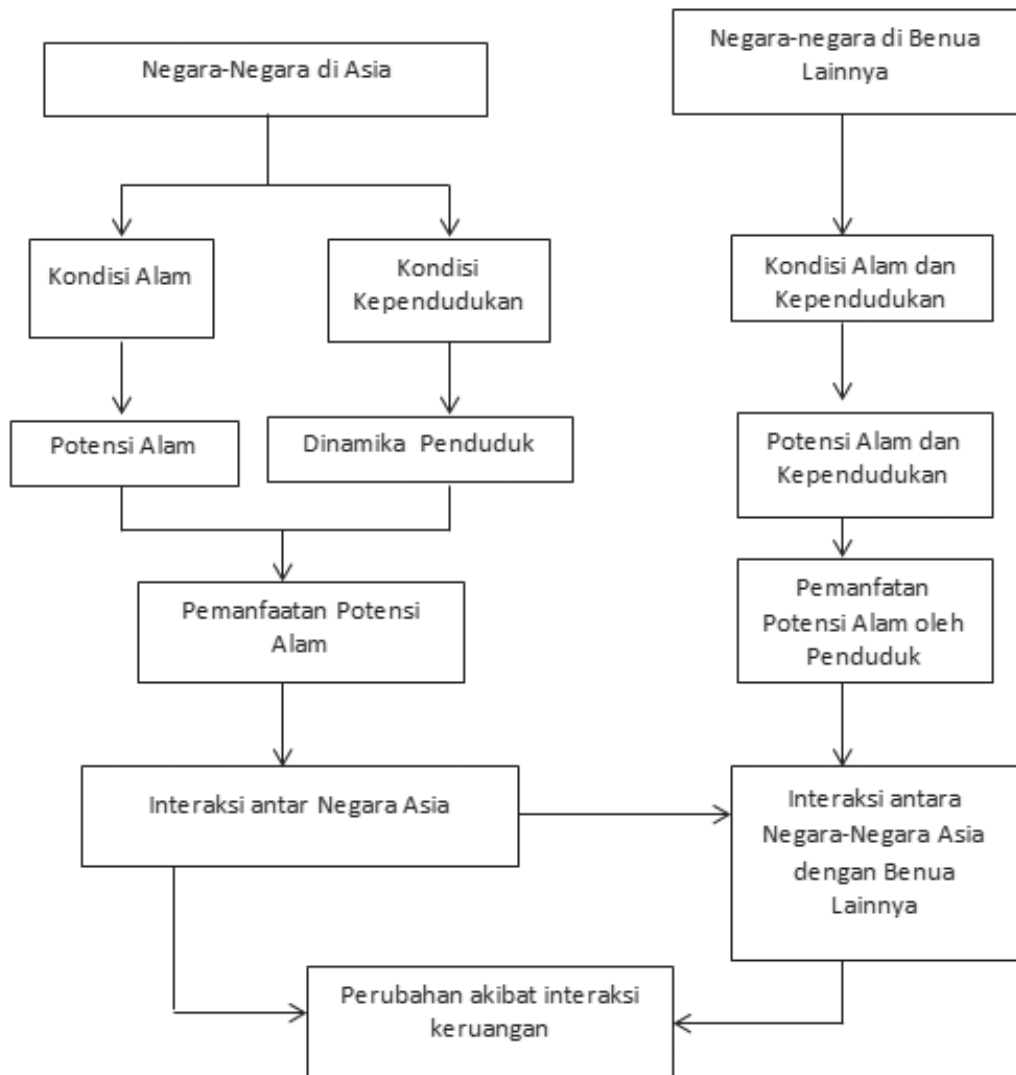 Negara-Negara di Asia
Negara-negara di Benua
Lainnya
Kondisi Alam
Kondisi
Kependudukan
Kondisi Alam dan
Kependudukan
Potensi Alam
Dinamika Penduduk
Potensi Alam dan
Kependudukan
Pemanfaatan Potensi
Alam
Pemanfatan
Potensi Alam oleh
Penduduk
Interaksi antar Negara Asia
Interaksi antara
Negara-Negara Asia
dengan Benua
Lainnya
Perubahan akibat interaksi
keruangan